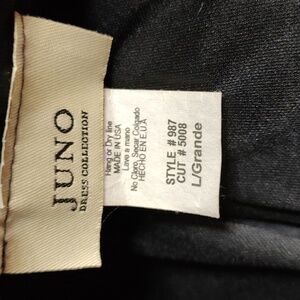 JUNO
DRESS COLLECTION
Hang or Dry line
MADE IN USA
Lave a mano
No Cloro, Secar Colgado
HECHO EN E.U.A
STYLE # 987
CUT # 5008
L/Grande